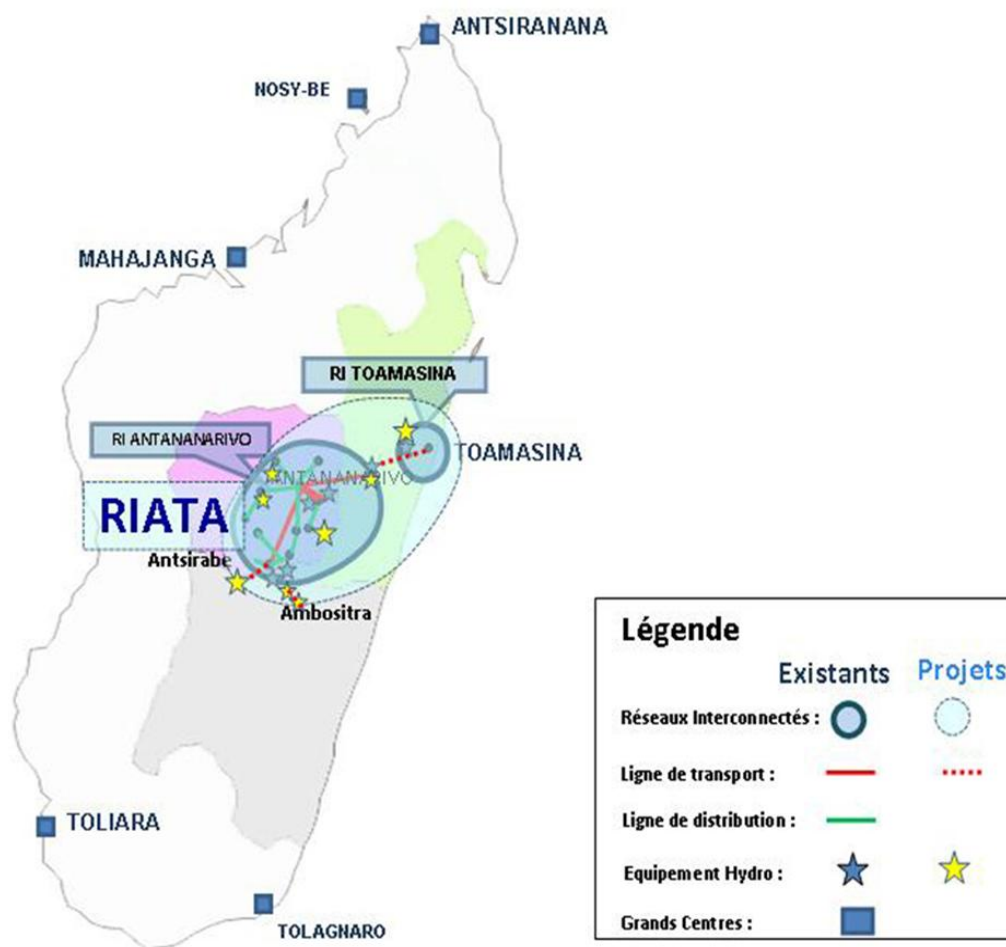 ANTSIRANANA
NOSY-BE
MAHAJANGA
RI TOAMASINA
RI ANTANANARIVO
TOAMASINA
ANTANANARIVO
RIATA
Antsirabe
Ambositra
TOLIARA
TOLAGNARO
Légende
Existants Projets
Réseaux Interconnectés :
Ligne de transport :
Ligne de distribution :
Equipement Hydro :
Grands Centres :